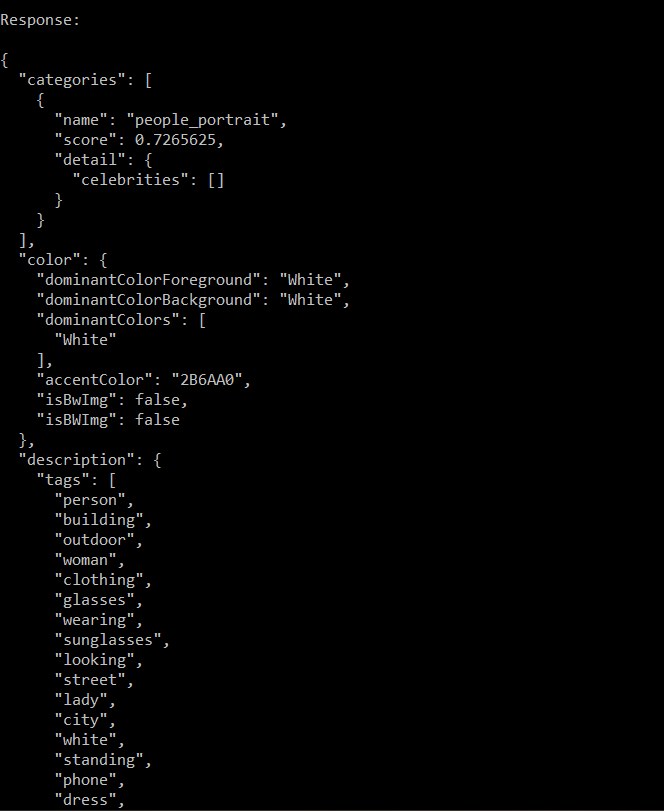 Response:
{
"categories": [
{
"name": "people_portrait",
"score": 0.7265625,
"detail": {
"celebrities": []
}
}
],
"color": {
"dominantColorForeground": "White",
"dominantColorBackground": "White",
"dominantColors": [
"White"
],
"accentColor": "2B6AA0",
"isBwImg": false,
"isBWImg": false
},
"description": {
"tags": [
"person",
"building",
"outdoor",
"woman",
"clothing",
"glasses",
"wearing",
"sunglasses",
"looking",
"street",
"lady",
"city",
"white",
"standing",
"phone",
"dress",